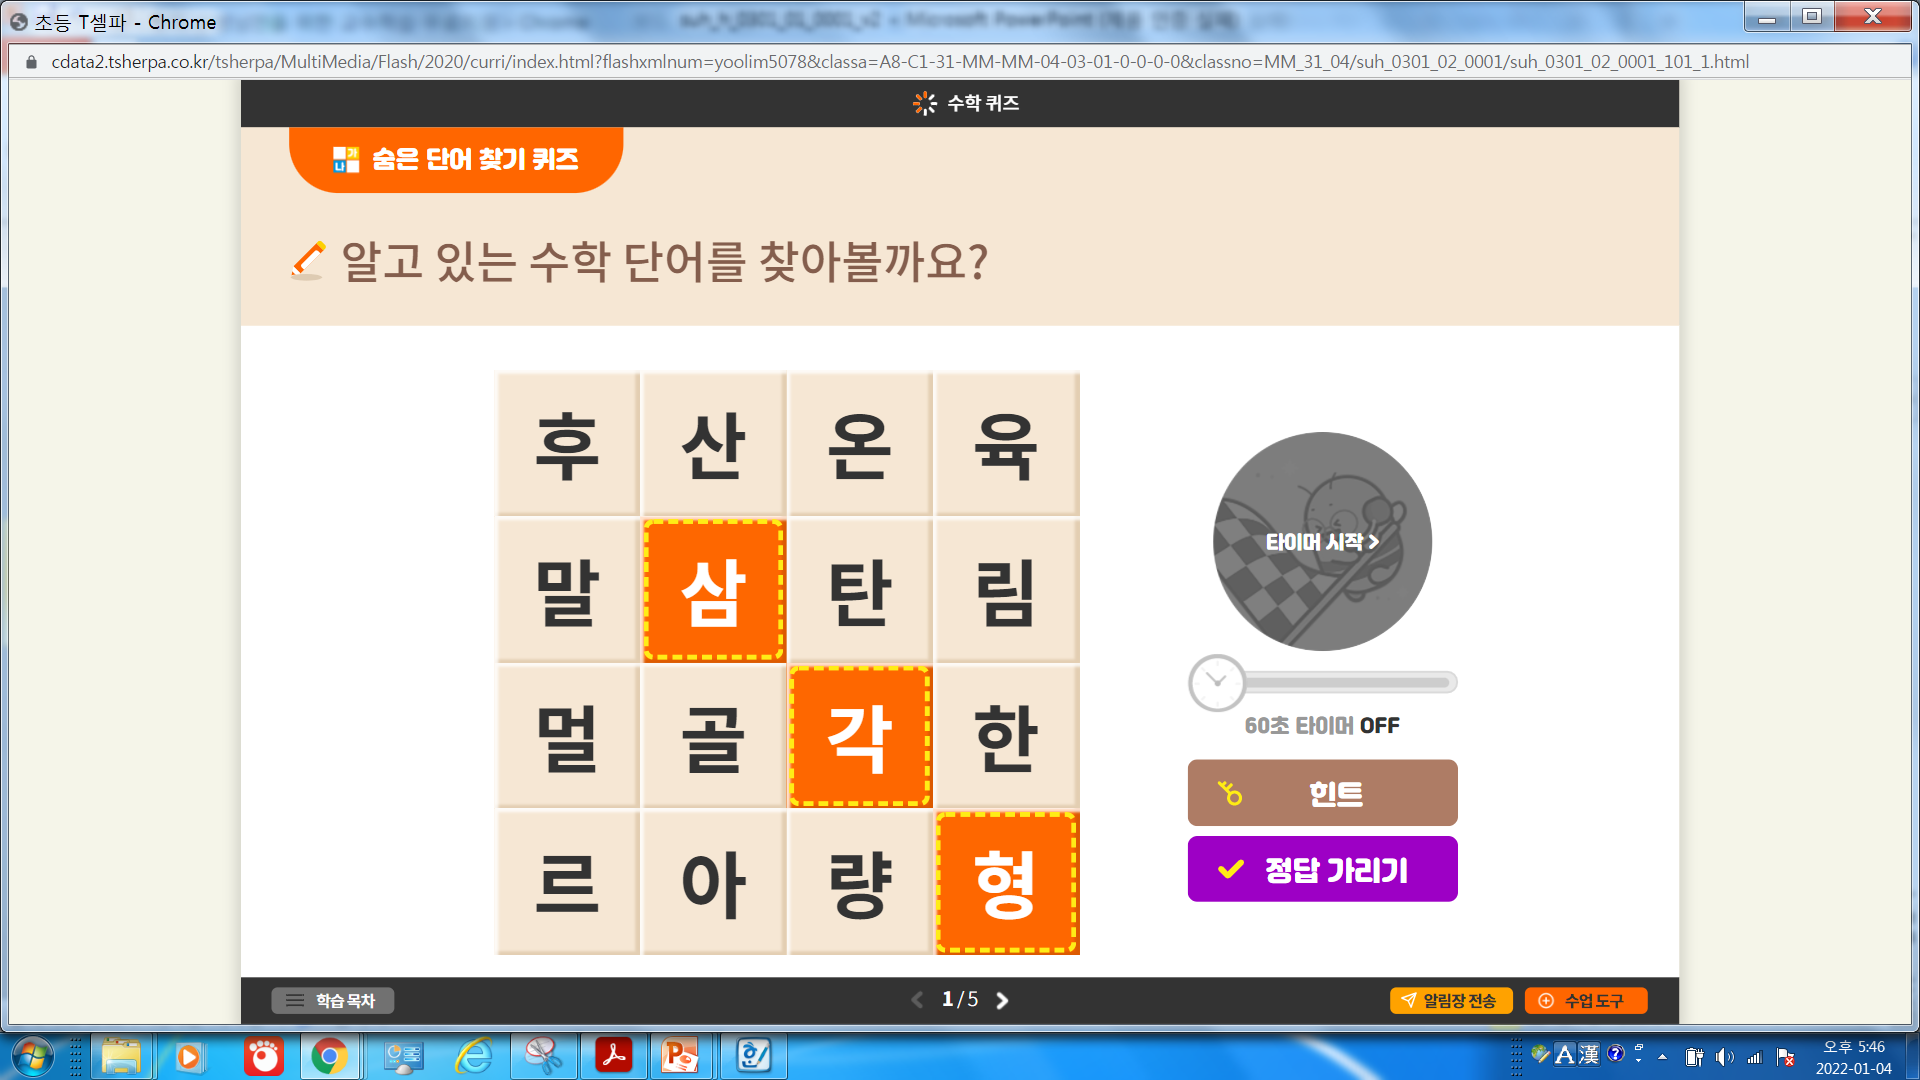 초등 T셀파 - Chrome
cdata2.tsherpa.co.kr/tsherpa/MultiMedia/Flash/2020/curri/index.html?flashxmlnum=yoolim5078&classa=A8-C1-31-MM-MM-04-03-01-0-0-0-0&classno=MM_31_04/suh_0301_02_0001/suh_0301_02_0001_101_1.html
수학 퀴즈
가
나
숨은 단어 찾기 퀴즈
알고 있는 수학 단어를 찾아볼까요?
후 산 온 육
말 삼 탄 림
멀 골 각 한
르 아 량 형
타이머 시작 >
60초 타이머 OFF
힌트
정답 가리기
학습 목차
< 1/5 >
알림장 전송
수업 도구
A 漢
오후 5:46
2022-01-04